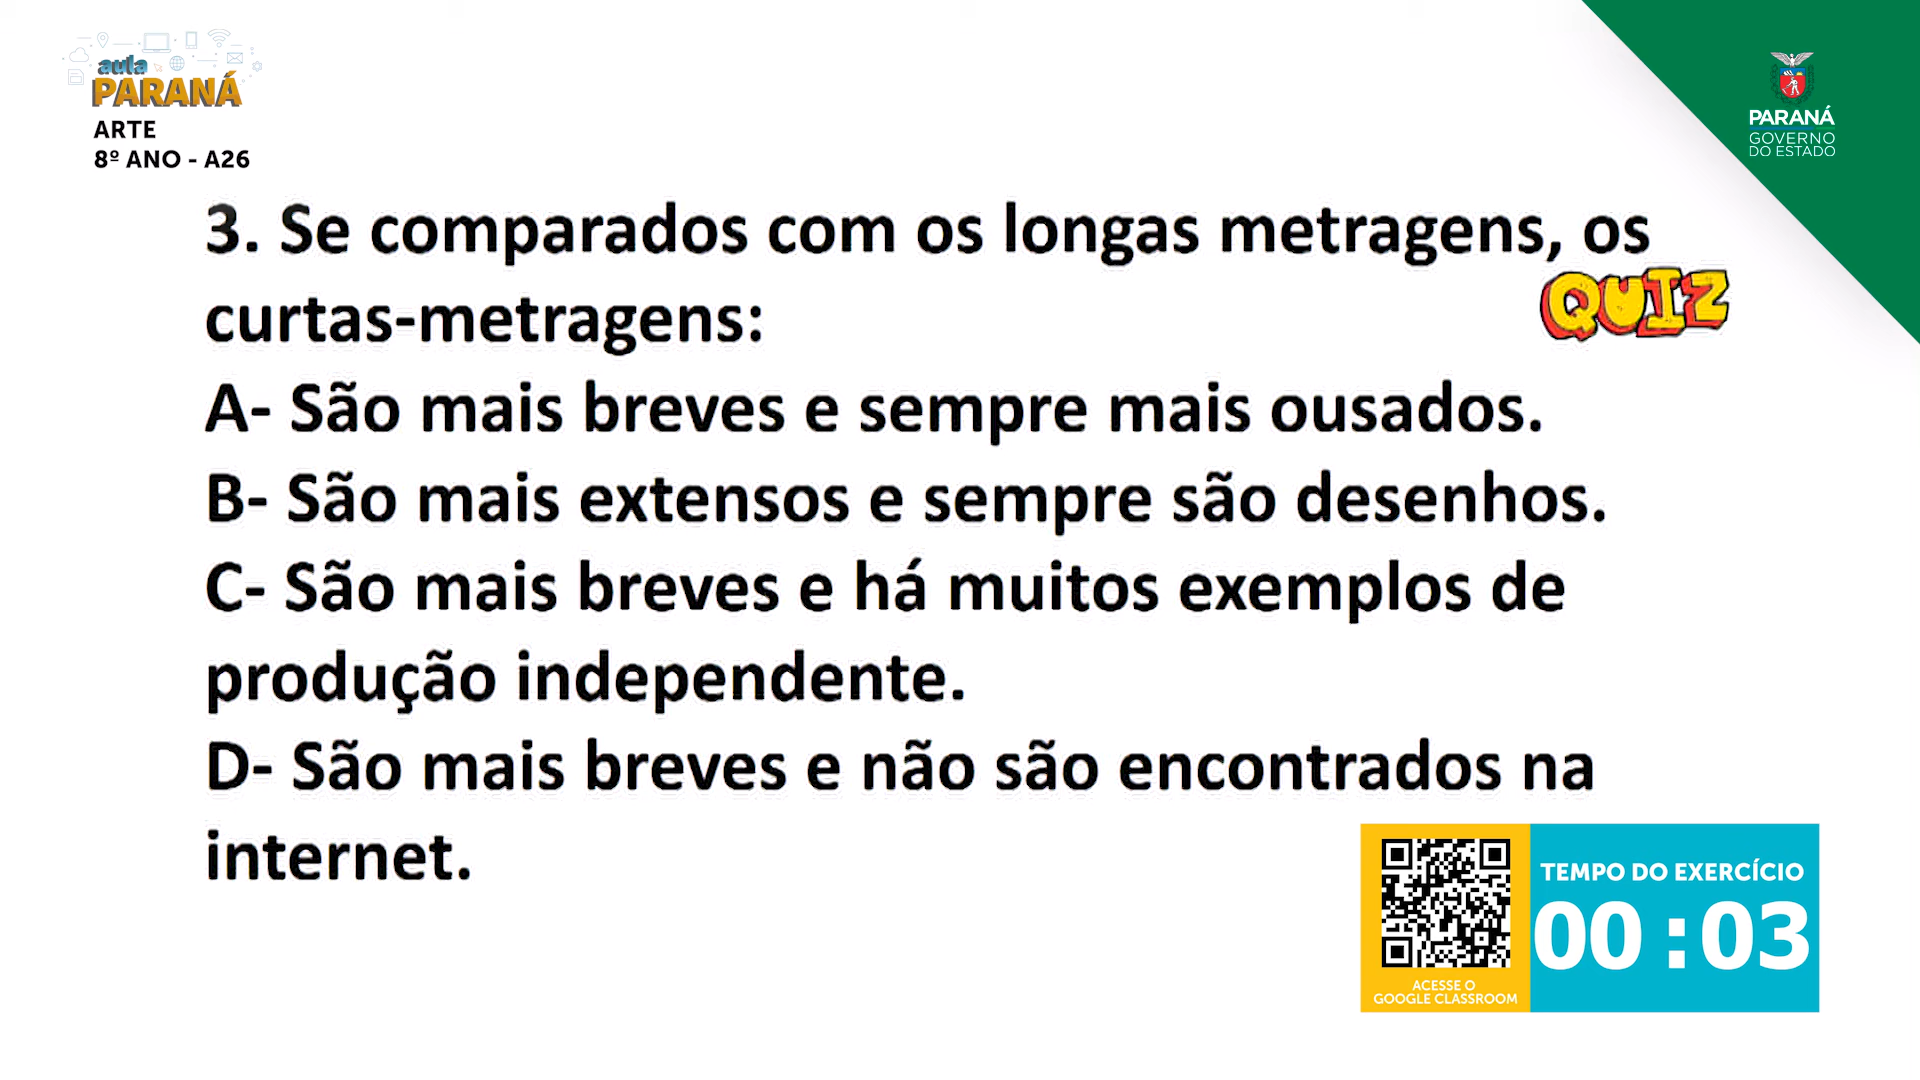 aula
PARANÁ
ARTE
8º ANO - A26
PARANÁ
GOVERNO
DO ESTADO
3. Se comparados com os longas metragens, os
curtas-metragens:
QUIZ
A- São mais breves e sempre mais ousados.
B- São mais extensos e sempre são desenhos.
C- São mais breves e há muitos exemplos de
produção independente.
D- São mais breves e não são encontrados na
internet.
TEMPO DO EXERCÍCIO
00:03
ACESSE O
GOOGLE CLASSROOM